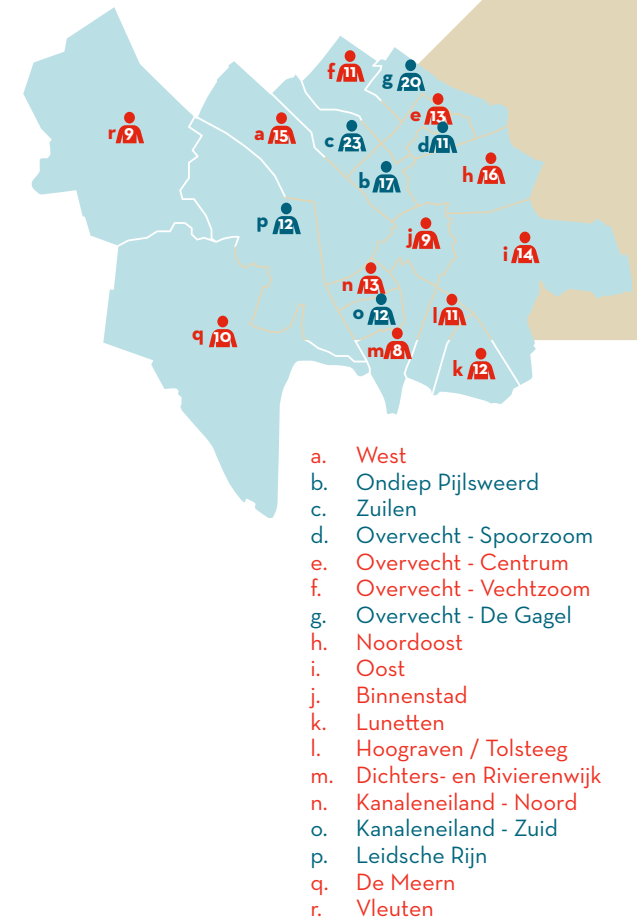 f 11
g 20
e 13
r 9
a 15
c 23
d 11
h 16
b 17
p 12
j 9
i 14
n 13
o 12
l 11
q 10
m 8
k 12
a. West
b. Ondiep Pijlsweerd
c. Zuilen
d. Overvecht - Spoorzoom
e. Overvecht - Centrum
f. Overvecht - Vechtzoom
g. Overvecht - De Gagel
h. Noordoost
i. Oost
j. Binnenstad
k. Lunetten
l. Hoograven / Tolsteeg
m. Dichters- en Rivierenwijk
n. Kanaleneiland - Noord
o. Kanaleneiland - Zuid
p. Leidsche Rijn
q. De Meern
r. Vleuten